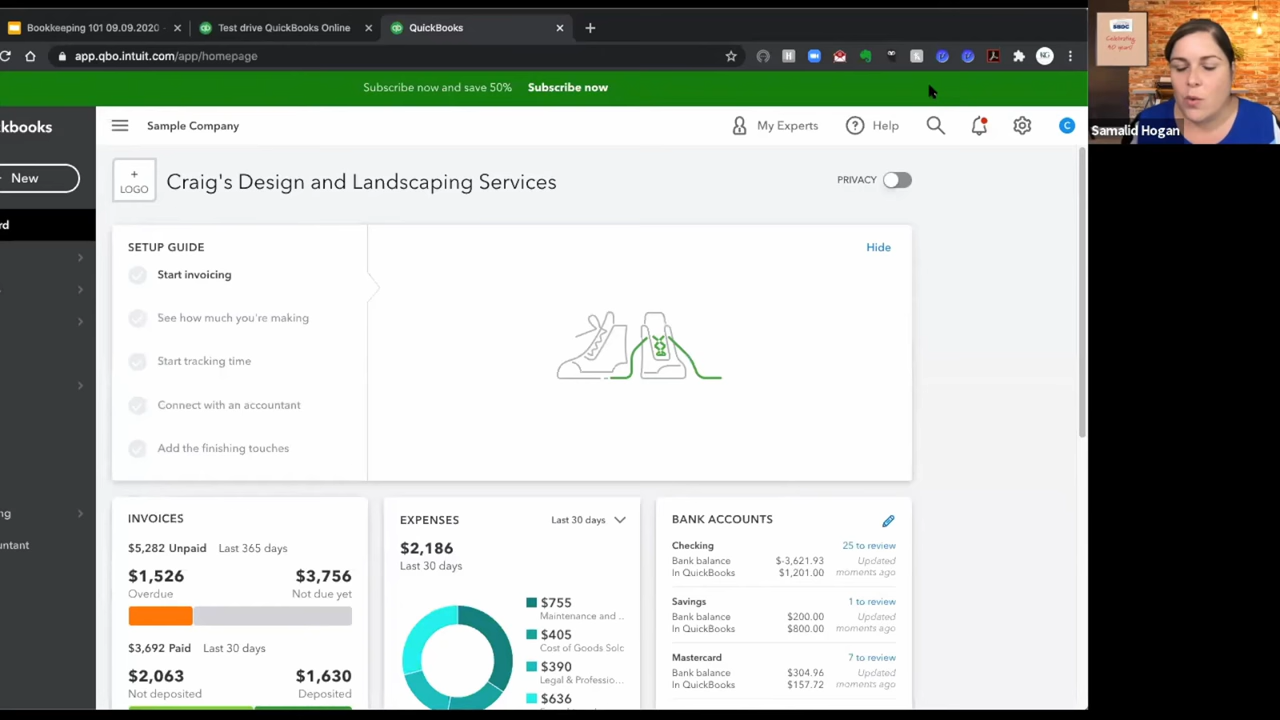 Bookkeeping 101 09.09.2020
Test drive QuickBooks Online
QuickBooks
app.qbo.intuit.com/app/homepage
Subscribe now and save 50% Subscribe now
Celebrating
40 years!
Samalid Hogan
kbooks
Sample Company
My Experts
Help
C
New
+
LOGO
Craig's Design and Landscaping Services
PRIVACY
rd
SETUP GUIDE
Hide
Start invoicing
See how much you're making
Start tracking time
Connect with an accountant
Add the finishing touches
ng
ntant
INVOICES
$5,282 Unpaid Last 365 days
$1,526 $3,756
Overdue Not due yet
$3,692 Paid Last 30 days
$2,063 $1,630
Not deposited Deposited
EXPENSES Last 30 days
$2,186
Last 30 days
$755
Maintenance and ..
$405
Cost of Goods Solc
$390
Legal & Professio...
$636
BANK ACCOUNTS
Checking 25 to review
Bank balance $-3,621.93 Updated
In QuickBooks $1,201.00 moments ago
Savings 1 to review
Bank balance $200.00 Updated
In QuickBooks $800.00 moments ago
Mastercard 7 to review
Bank balance $304.96 Updated
In QuickBooks $157.72 moments ago